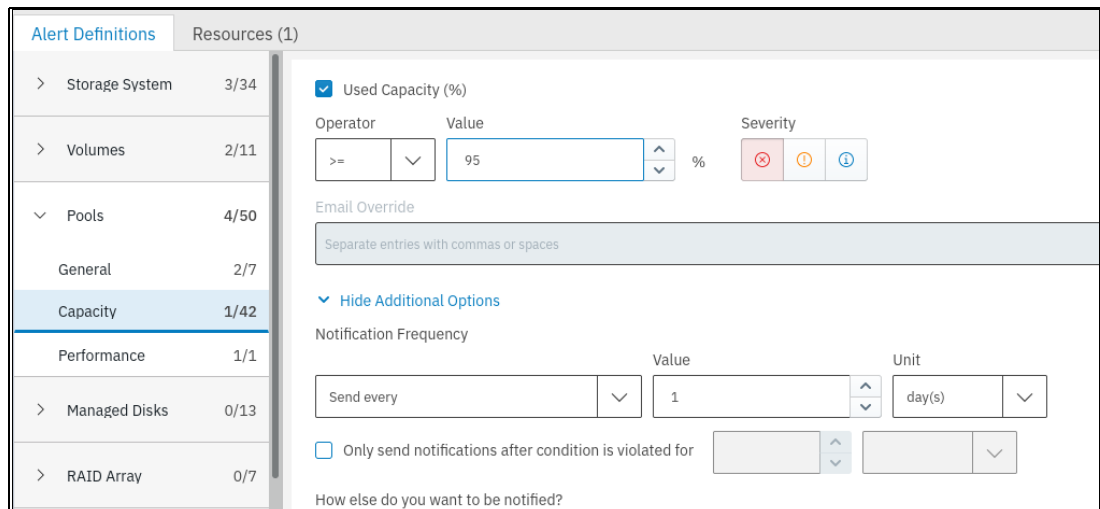 Alert Definitions Resources (1)
Storage System 3/34
Volumes 2/11
Pools 4/50
General 2/7
Capacity 1/42
Performance 1/1
Managed Disks 0/13
RAID Array 0/7
Used Capacity (%)
Operator Value Severity
>= 95 %
Email Override
Separate entries with commas or spaces
Hide Additional Options
Notification Frequency
Value Unit
Send every 1 day(s)
Only send notifications after condition is violated for
How else do you want to be notified?